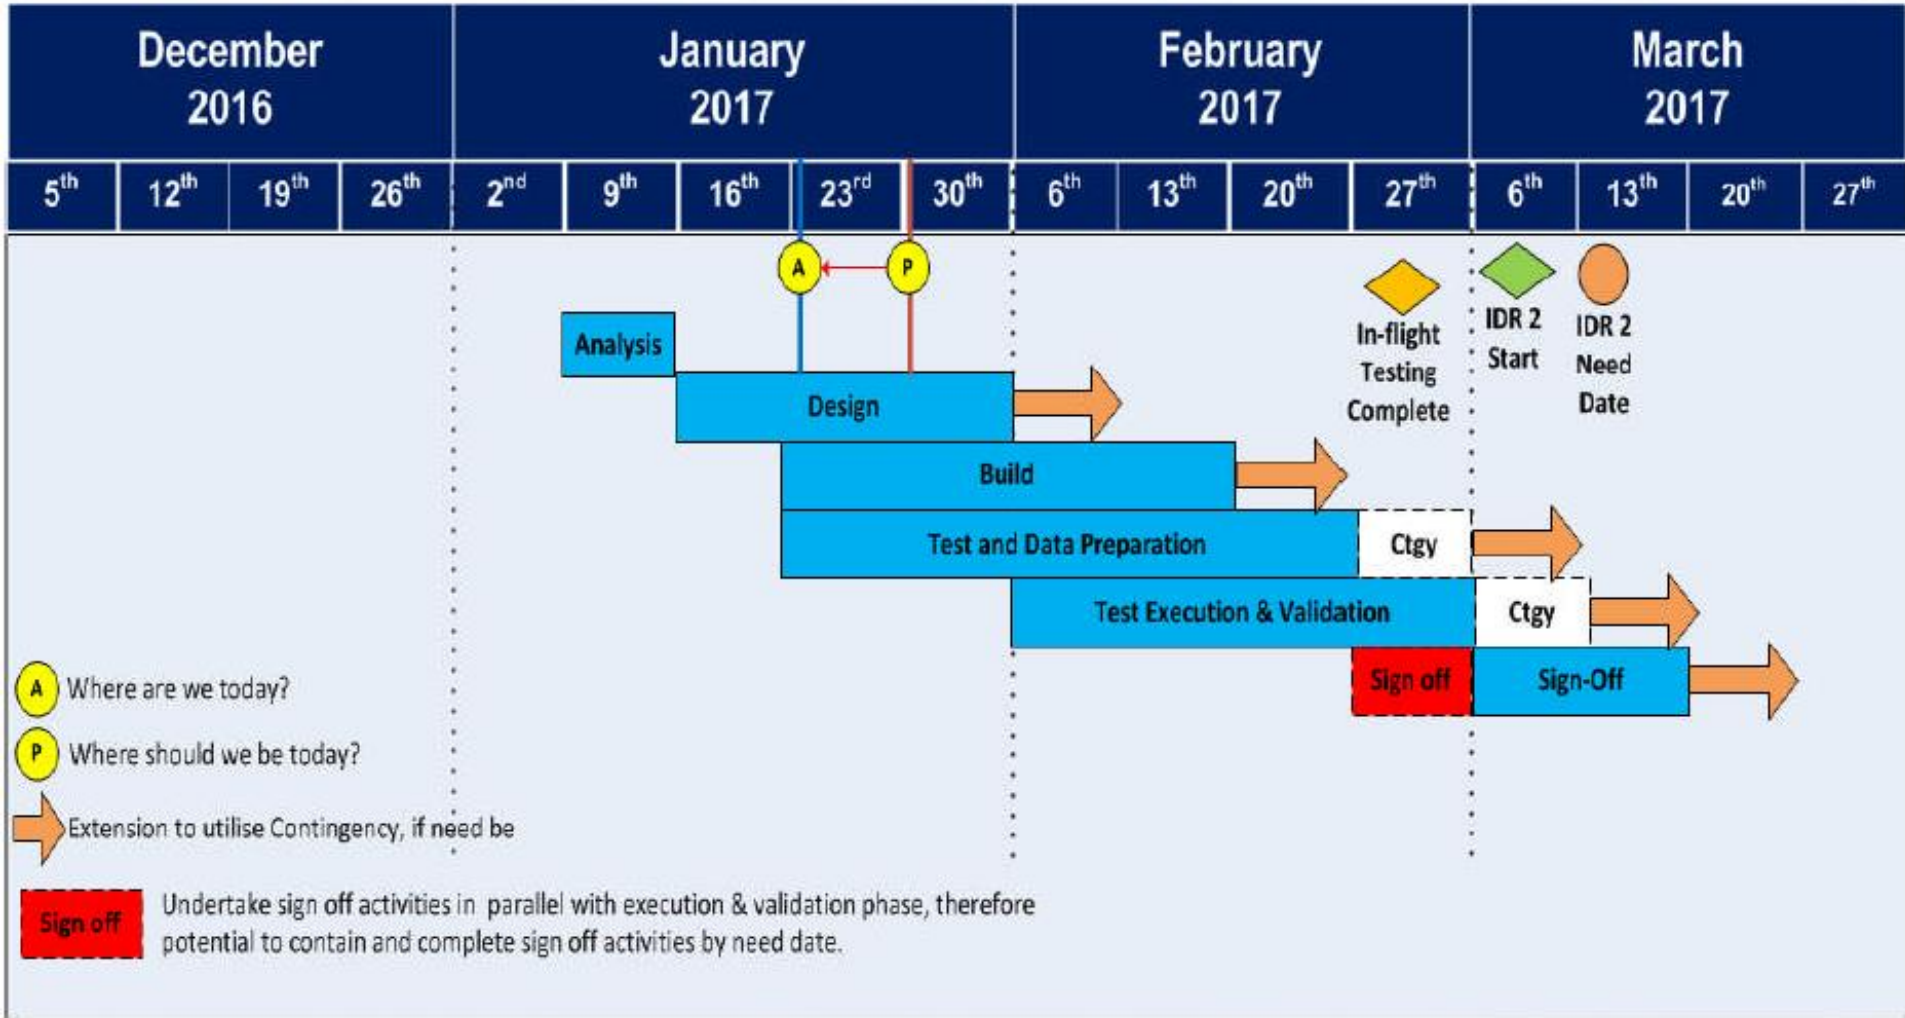 December
2016
January
2017
February
2017
March
2017
5th 12th 19th 26th 2nd 9th 16th 23rd 30th 6th 13th 20th 27th 6th 13th 20th 27th
A P
In-flight
Testing
Complete
IDR 2
Start
IDR 2
Need
Date
Analysis
Design
Build
Test and Data Preparation Ctgy
Test Execution & Validation Ctgy
Sign off Sign-Off
A Where are we today?
P Where should we be today?
Extension to utilise Contingency, if need be
Sign off
Undertake sign off activities in parallel with execution & validation phase, therefore
potential to contain and complete sign off activities by need date.